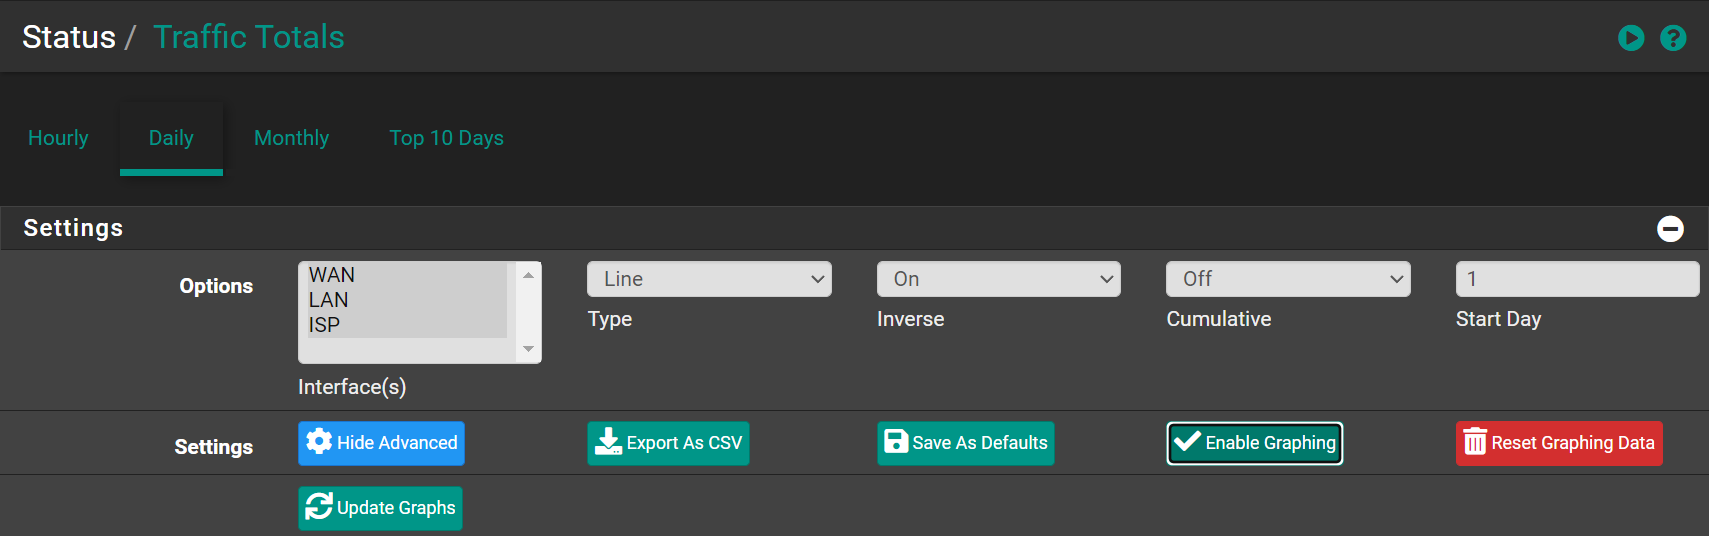 Status / Traffic Totals
Hourly Daily Monthly Top 10 Days
Settings
Options
WAN
LAN
ISP
Interface(s)
Line
Type
On
Inverse
Off
Cumulative
1
Start Day
Settings
Hide Advanced
Export As CSV
Save As Defaults
Enable Graphing
Reset Graphing Data
Update Graphs